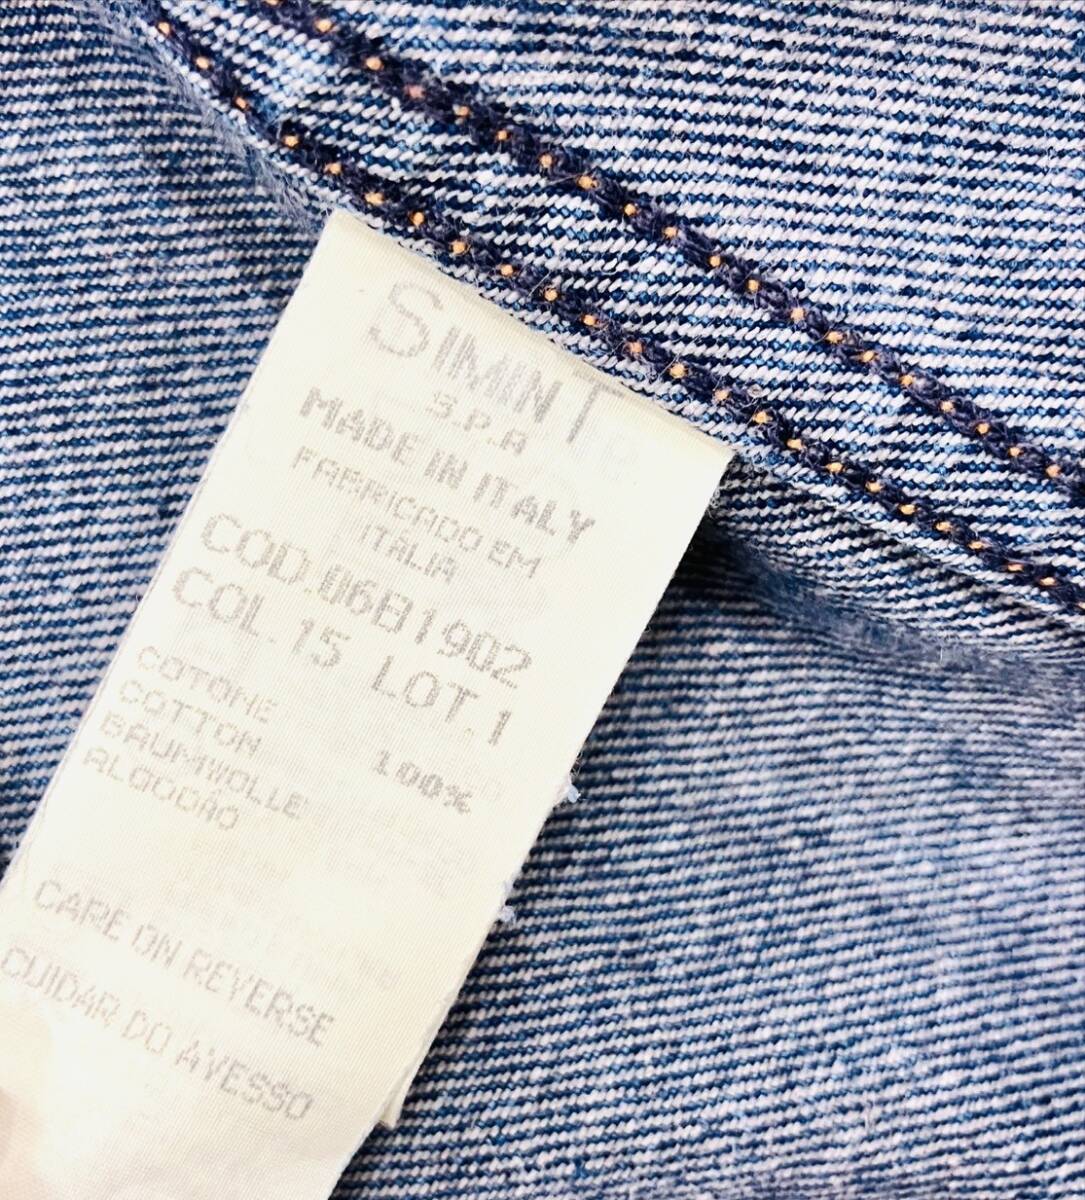 SIMINT
S.P.A
MADE IN ITALY
FABRICADO EM
ITÁLIA
COD.06B1902
COL.15 LOT.1
COTONE
COTTON 100%
BAUMWOLLE
ALGODÃO
CARE ON REVERSE
CUIDAR DO AVESSO